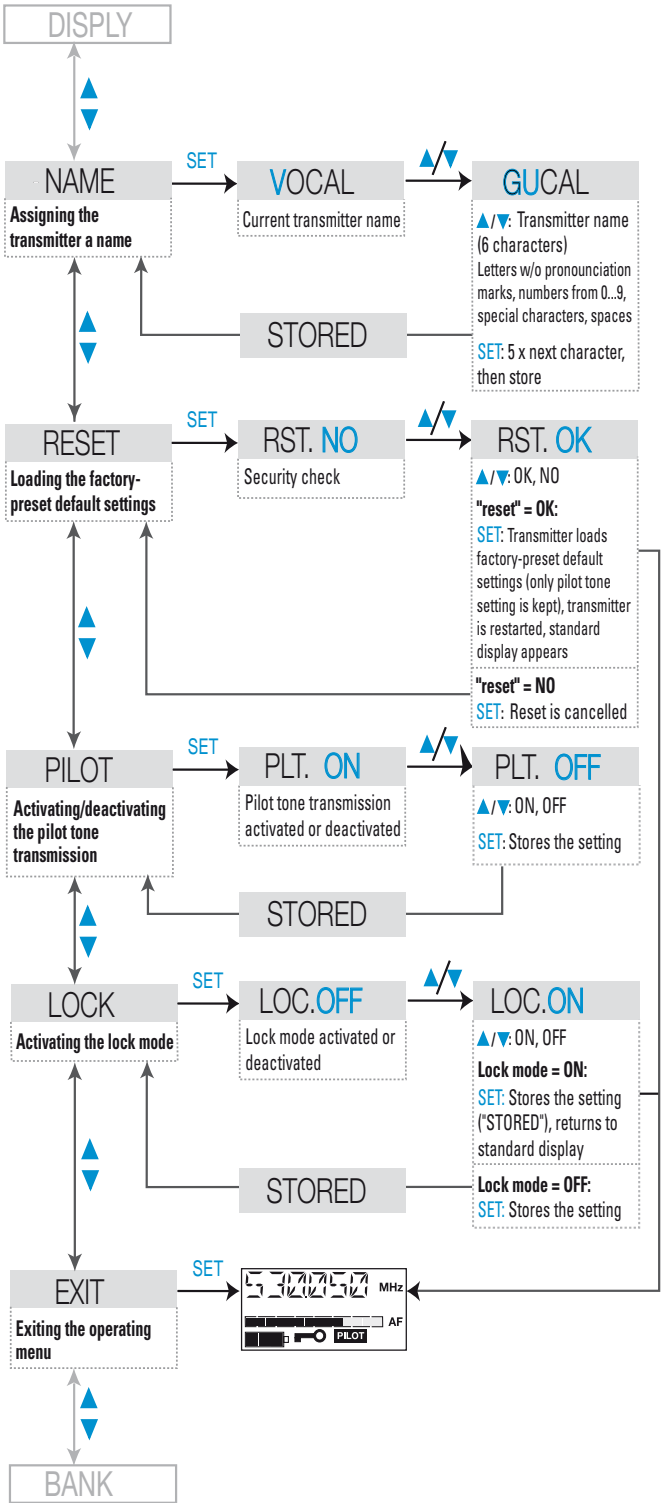 DISPLY
NAME
Assigning the
transmitter a name
SET
VOCAL
Current transmitter name
GUCAL
▲/▼: Transmitter name
(6 characters)
Letters w/o pronounciation
marks, numbers from 0...9,
special characters, spaces
SET: 5 x next character,
then store
STORED
RESET
Loading the factory-
preset default settings
SET
RST. NO
Security check
RST. OK
▲/▼: OK, NO
"reset" = OK:
SET: Transmitter loads
factory-preset default
settings (only pilot tone
setting is kept), transmitter
is restarted, standard
display appears
"reset" = NO
SET: Reset is cancelled
PILOT
Activating/deactivating
the pilot tone
transmission
SET
PLT. ON
Pilot tone transmission
activated or deactivated
PLT. OFF
▲/▼: ON, OFF
SET: Stores the setting
STORED
LOCK
Activating the lock mode
SET
LOC.OFF
Lock mode activated or
deactivated
LOC.ON
▲/▼: ON, OFF
Lock mode = ON:
SET: Stores the setting
("STORED"), returns to
standard display
Lock mode = OFF:
SET: Stores the setting
STORED
EXIT
Exiting the operating
menu
SET
530050 MHz
AF
PILOT
BANK